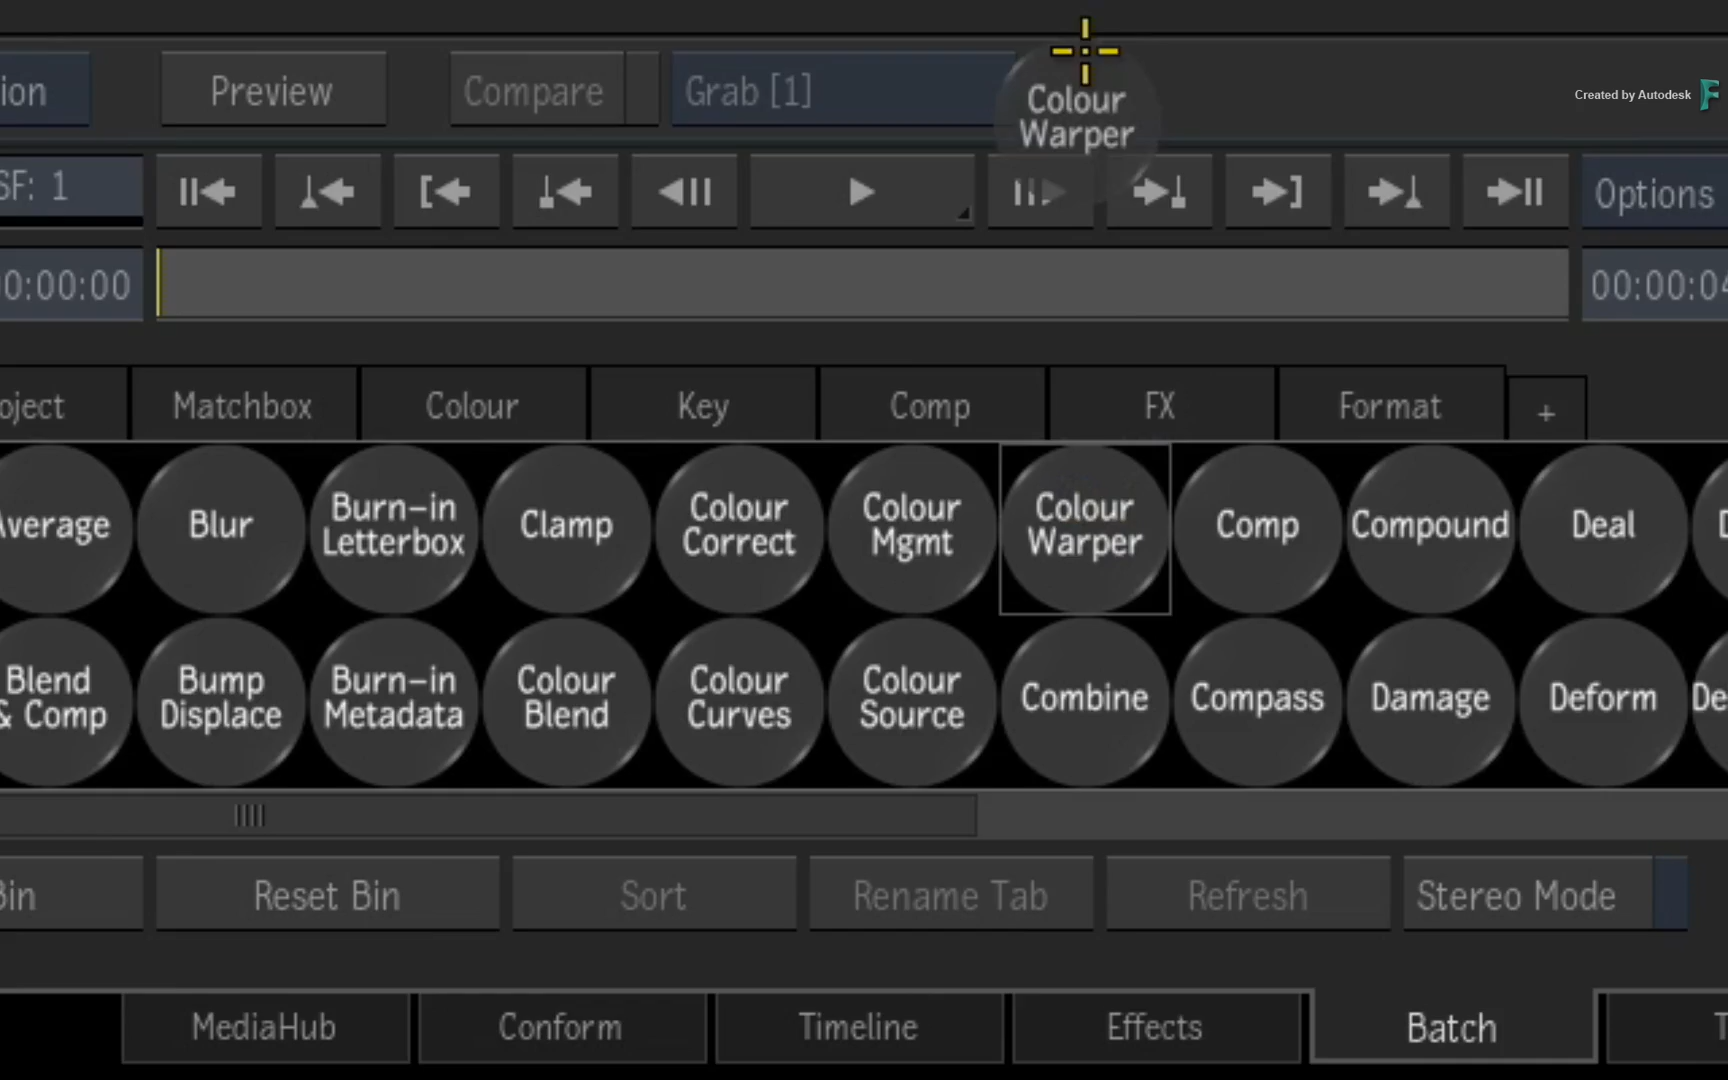 ion
Preview
Compare
Grab [1]
Colour
Warper
Created by Autodesk
SF: 1
Options
0:00:00
00:00:04
oject
Matchbox
Colour
Key
Comp
FX
Format
+
Average
Blur
Burn-in
Letterbox
Clamp
Colour
Correct
Colour
Mgmt
Colour
Warper
Comp
Compound
Deal
Blend
& Comp
Bump
Displace
Burn-in
Metadata
Colour
Blend
Colour
Curves
Colour
Source
Combine
Compass
Damage
Deform
De
Bin
Reset Bin
Sort
Rename Tab
Refresh
Stereo Mode
MediaHub
Conform
Timeline
Effects
Batch
T